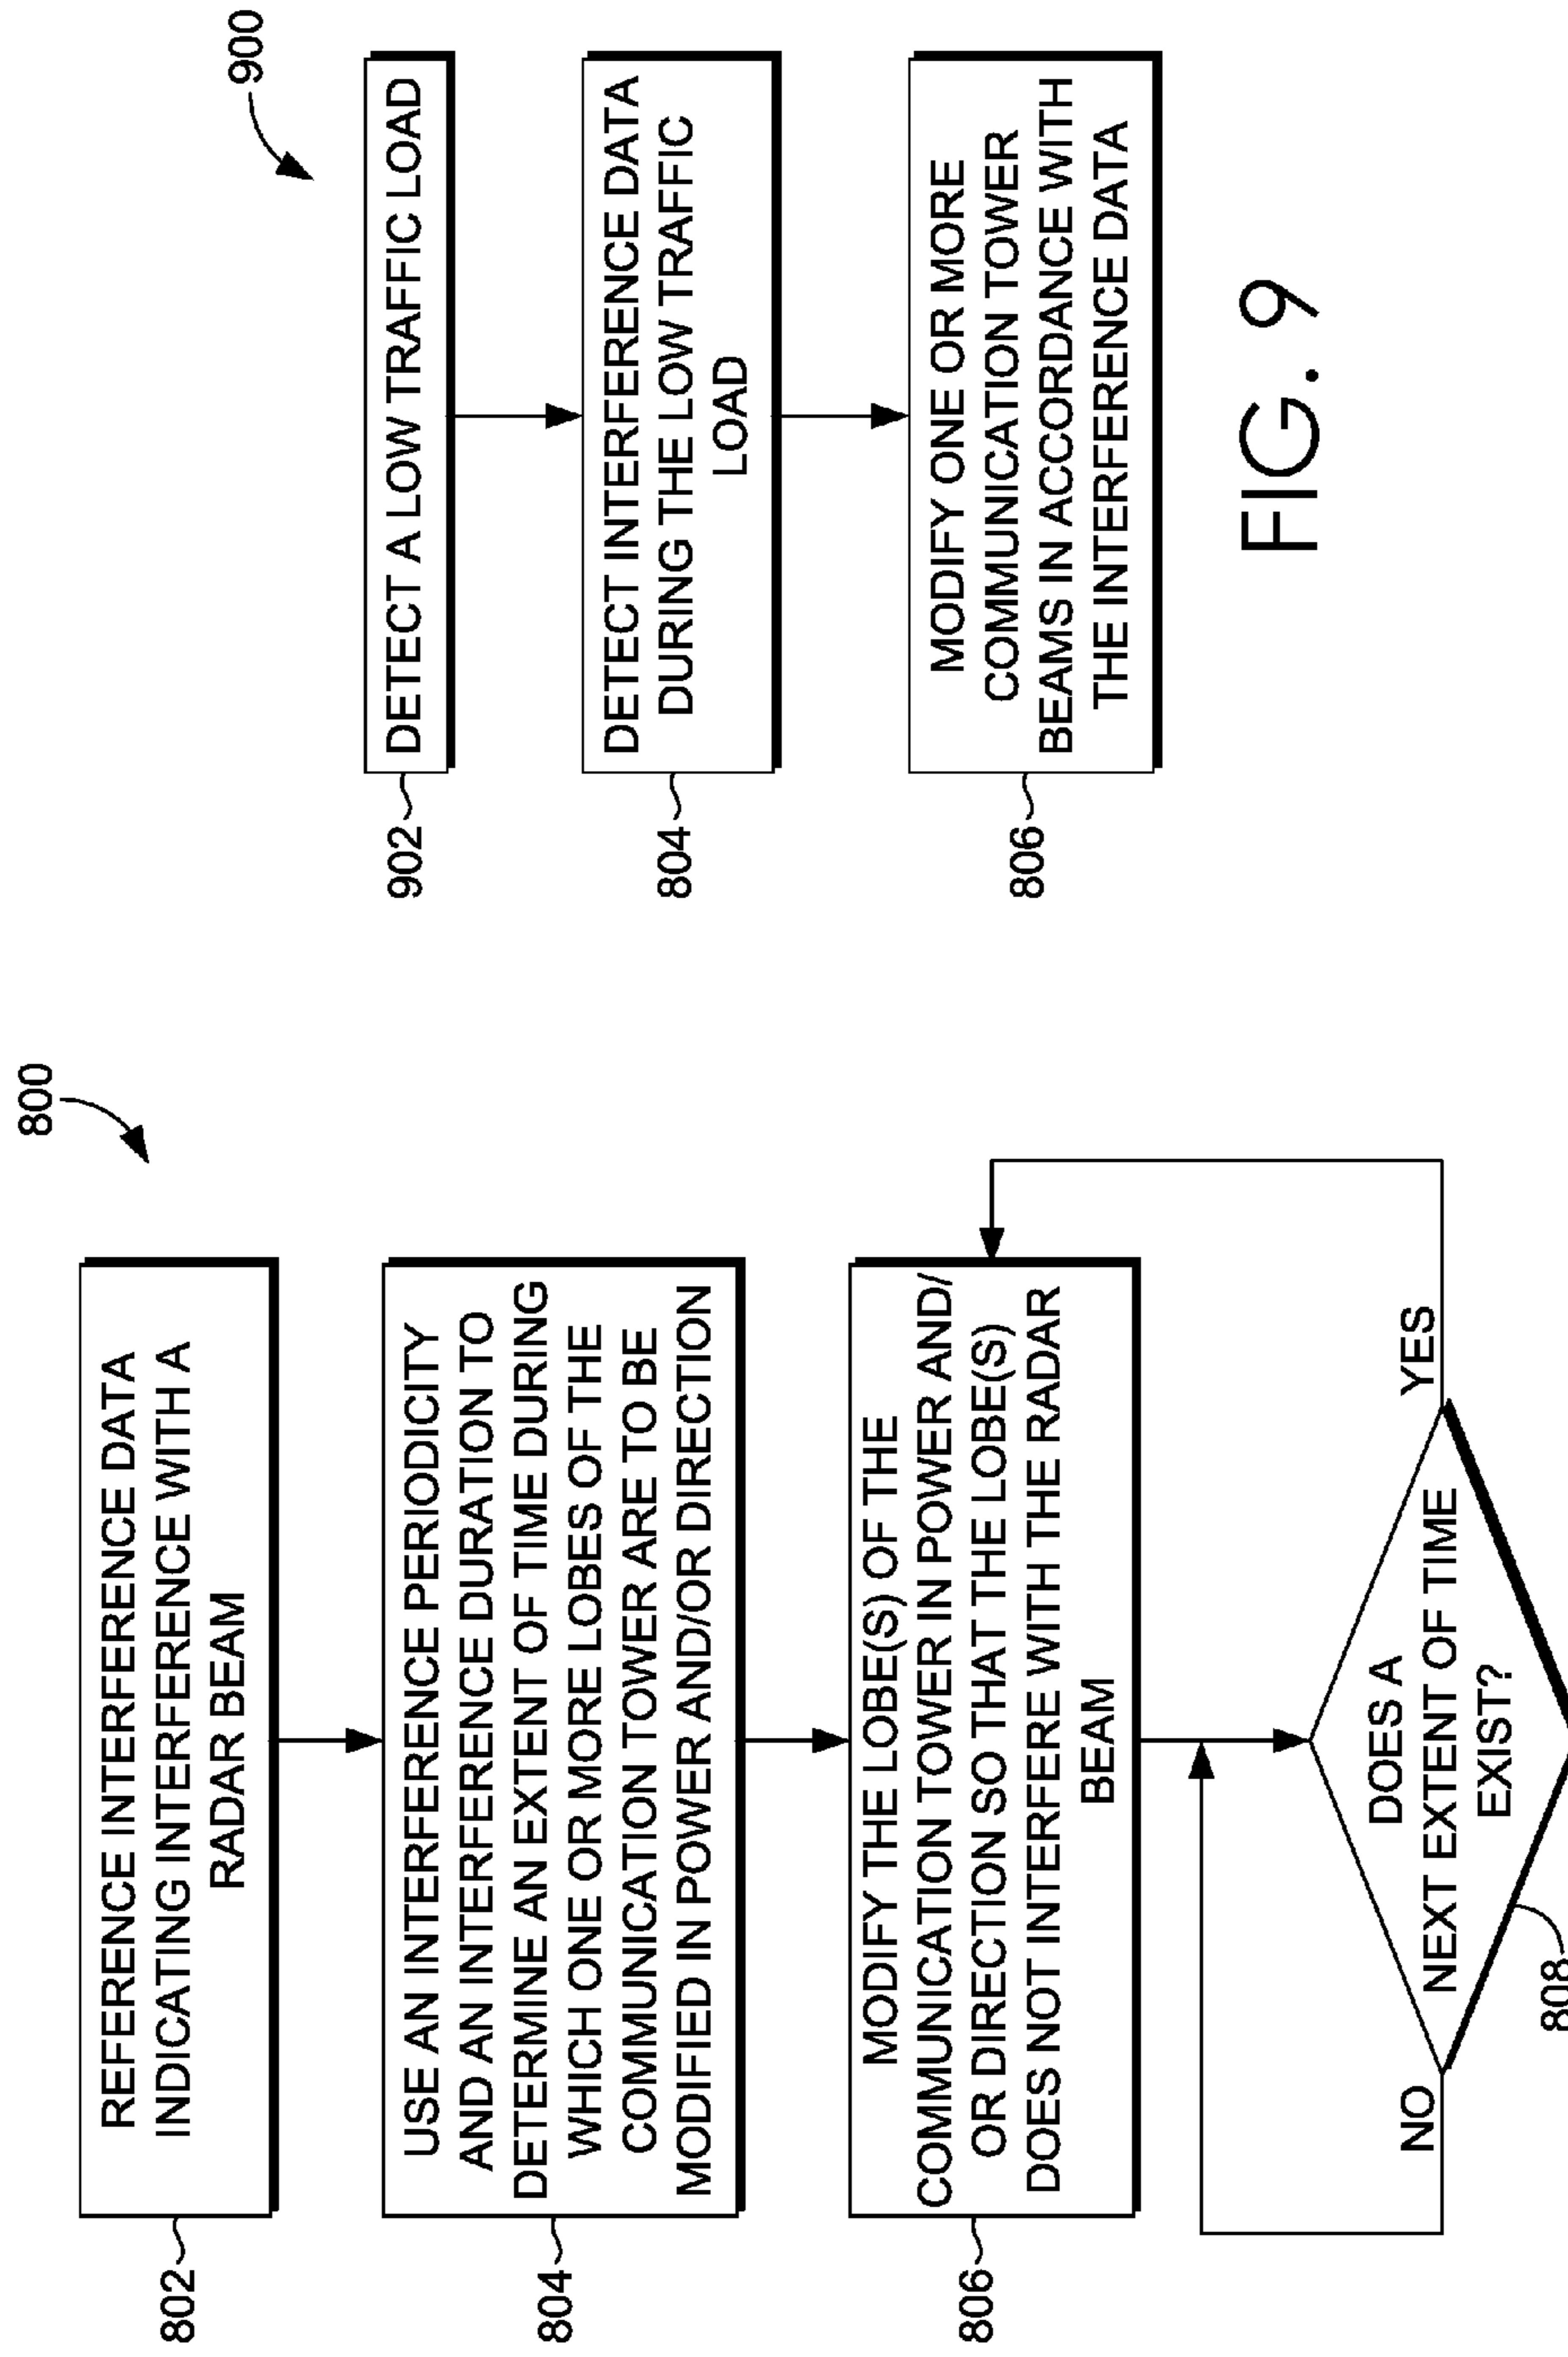 800
802
REFERENCE INTERFERENCE DATA
INDICATING INTERFERENCE WITH A
RADAR BEAM
804
USE AN INTERFERENCE PERIODICITY
AND AN INTERFERENCE DURATION TO
DETERMINE AN EXTENT OF TIME DURING
WHICH ONE OR MORE LOBES OF THE
COMMUNICATION TOWER ARE TO BE
MODIFIED IN POWER AND/OR DIRECTION
806
MODIFY THE LOBE(S) OF THE
COMMUNICATION TOWER IN POWER AND/
OR DIRECTION SO THAT THE LOBE(S)
DOES NOT INTERFERE WITH THE RADAR
BEAM
NO
YES
DOES A
NEXT EXTENT OF TIME
EXIST?
808
900
902
DETECT A LOW TRAFFIC LOAD
804
DETECT INTERFERENCE DATA
DURING THE LOW TRAFFIC
LOAD
806
MODIFY ONE OR MORE
COMMUNICATION TOWER
BEAMS IN ACCORDANCE WITH
THE INTERFERENCE DATA
FIG. 9